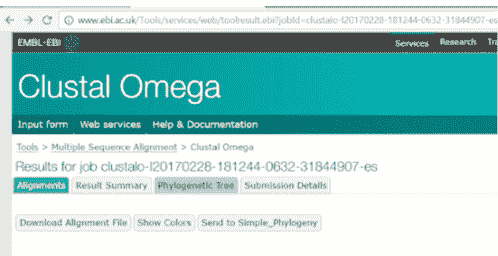 www.ebi.ac.uk/Tools/services/web/toolresult.ebi?jobId=clustalo-I20170228-181244-0632-31844907-es
EMBL-EBI Services Research
Clustal Omega
Input form Web services Help & Documentation
Tools > Multiple Sequence Alignment > Clustal Omega
Results for job clustalo-I20170228-181244-0632-31844907-es
Alignments Result Summary Phylogenetic Tree Submission Details
Download Alignment File Show Colors Send to Simple_Phylogeny